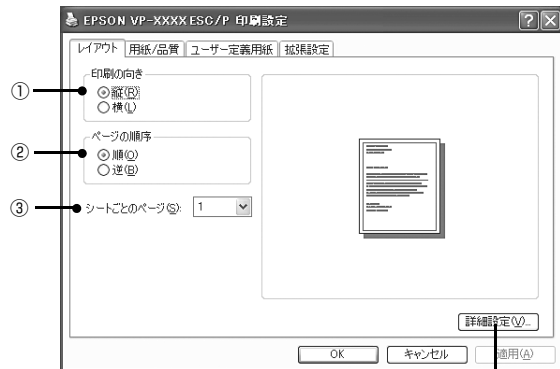 EPSON VP-XXXX ESC/P 印刷設定
レイアウト 用紙/品質 ユーザー定義用紙 拡張設定
印刷の向き
① 縦(R)
横(L)
ページの順序
② 順(O)
逆(B)
③ シートごとのページ(S): 1
詳細設定(V)...
OK キャンセル 適用(A)